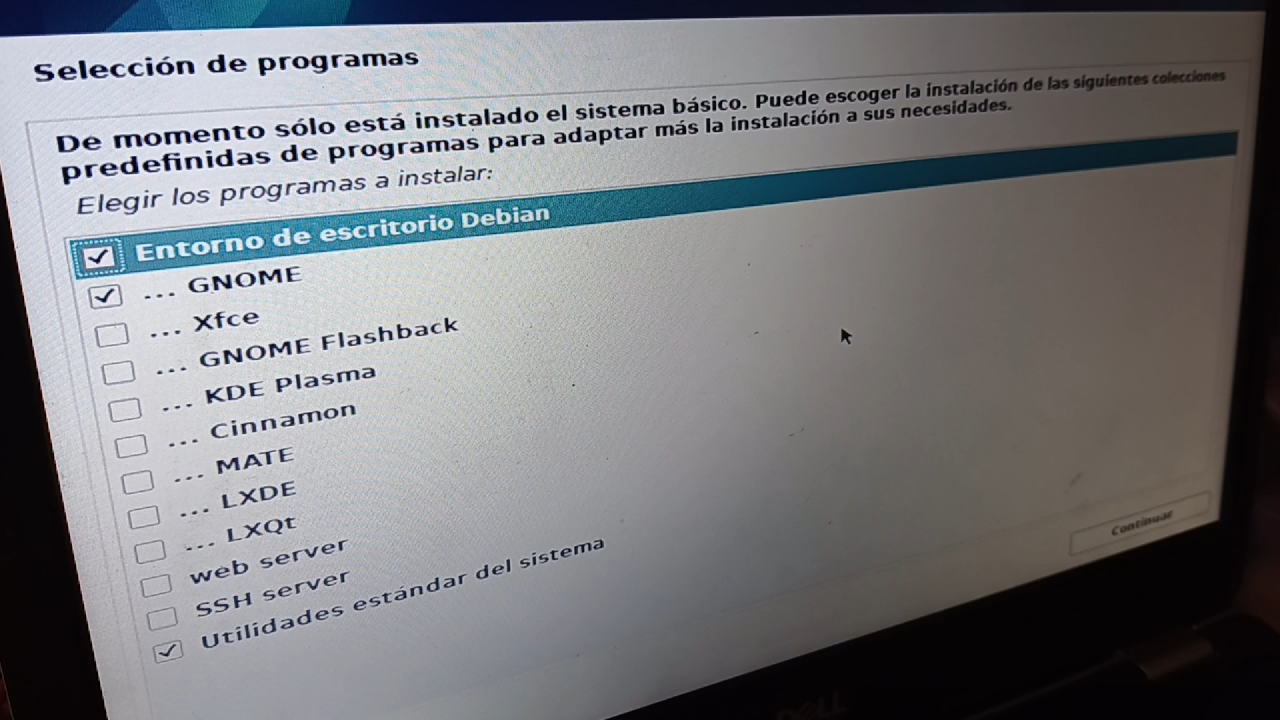 Selección de programas
De momento sólo está instalado el sistema básico. Puede escoger la instalación de las siguientes colecciones
predefinidas de programas para adaptar más la instalación a sus necesidades.
Elegir los programas a instalar:
Entorno de escritorio Debian
... GNOME
... Xfce
... GNOME Flashback
... KDE Plasma
... Cinnamon
... MATE
... LXDE
... LXQt
web server
SSH server
Utilidades estándar del sistema
Continuar
DELL